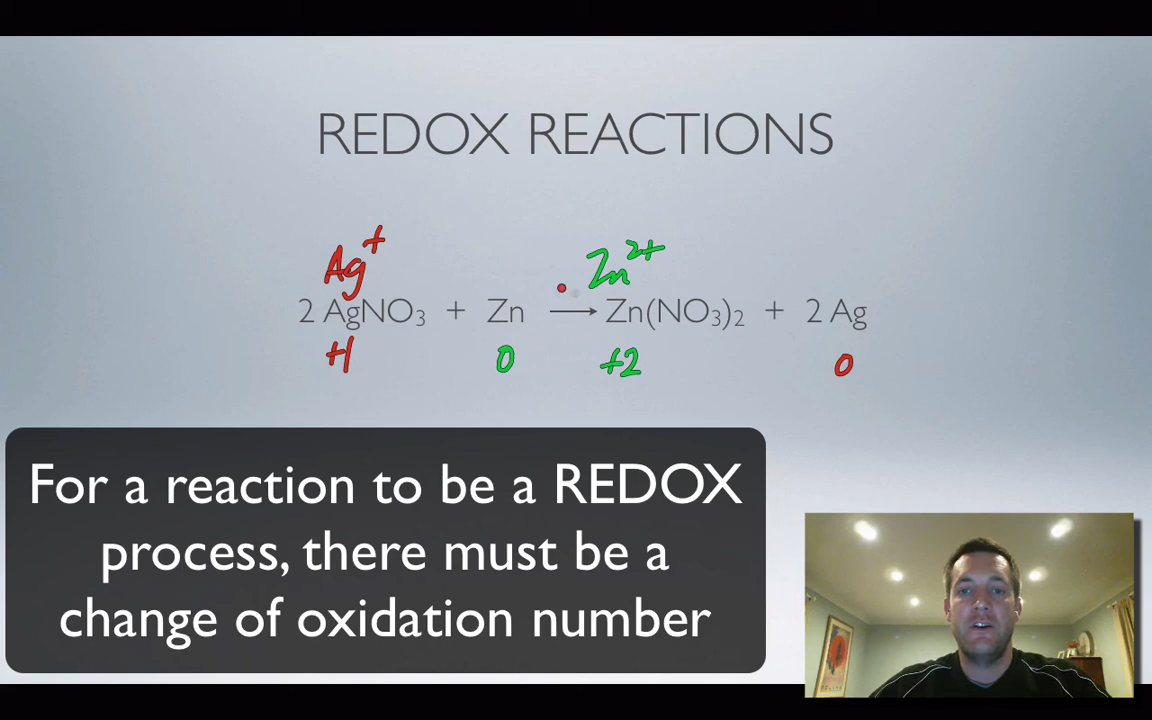 REDOX REACTIONS
Ag⁺ Zn²⁺
2 AgNO₃ + Zn ⟶ Zn(NO₃)₂ + 2 Ag
+1 0 +2 0
For a reaction to be a REDOX
process, there must be a
change of oxidation number